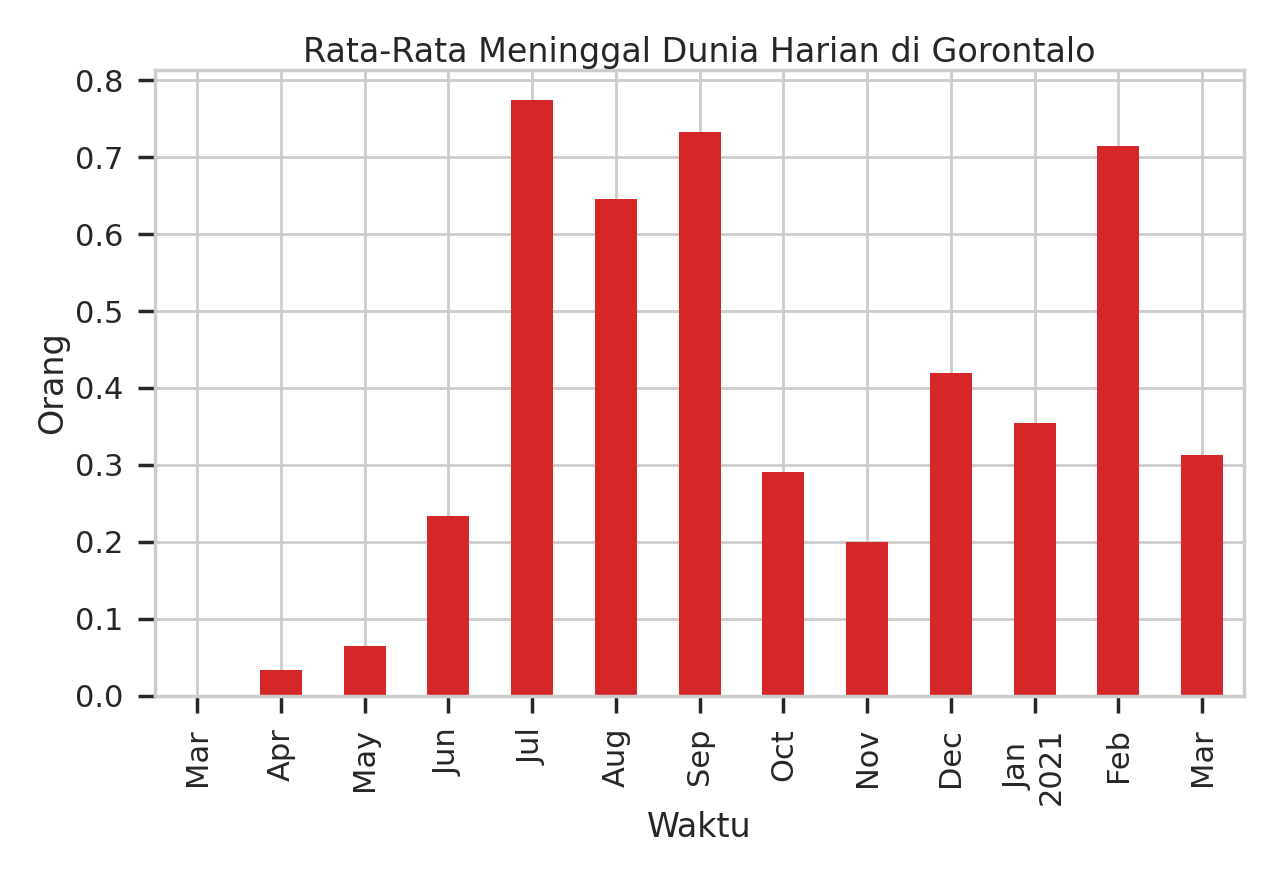 Rata-Rata Meninggal Dunia Harian di Gorontalo
0.8
0.7
0.6
0.5
0.4
0.3
0.2
0.1
0.0
Orang
Mar
Apr
May
Jun
Jul
Aug
Sep
Oct
Nov
Dec
Jan
2021
Feb
Mar
Waktu